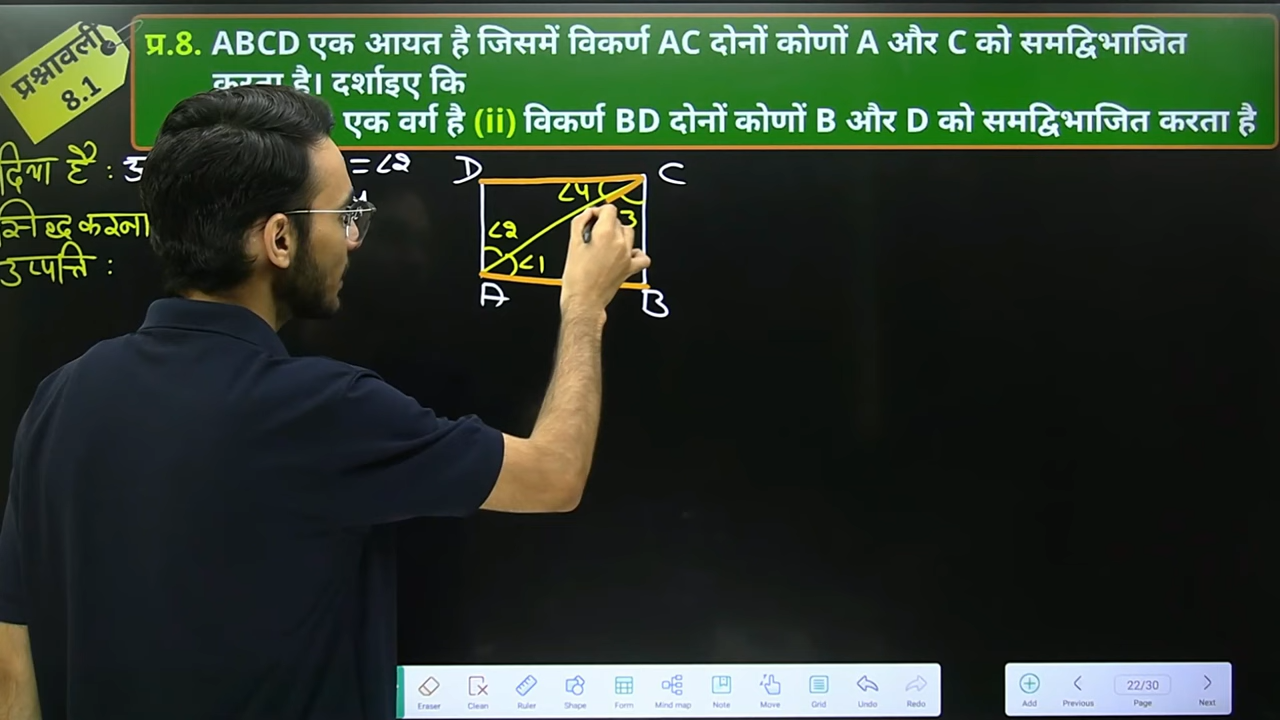 प्रश्नावली
8.1
प्र.8. ABCD एक आयत है जिसमें विकर्ण AC दोनों कोणों A और C को समद्विभाजित
करता है। दर्शाइए कि
एक वर्ग है (ii) विकर्ण BD दोनों कोणों B और D को समद्विभाजित करता है
दिया है :
=∠2
सिद्ध करना
उपपत्ति :
D
C
∠4
3
∠2
∠1
A
B
Eraser
Clean
Ruler
Shape
Form
Mind map
Note
Move
Grid
Undo
Redo
Add
Previous
22/30
Page
Next